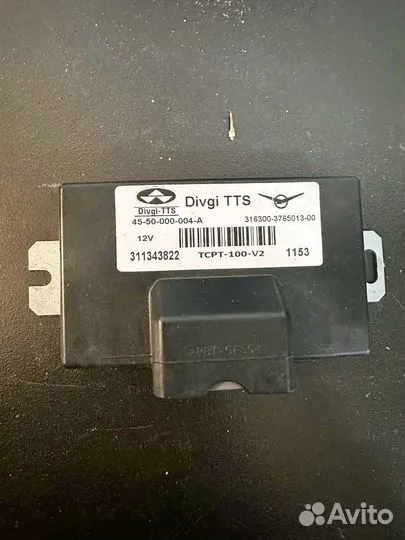 Divgi TTS
Divgi-TTS
45-50-000-004-A
316300-3765013-00
12V
311343822
TCPT-100-V2
1153
Avito